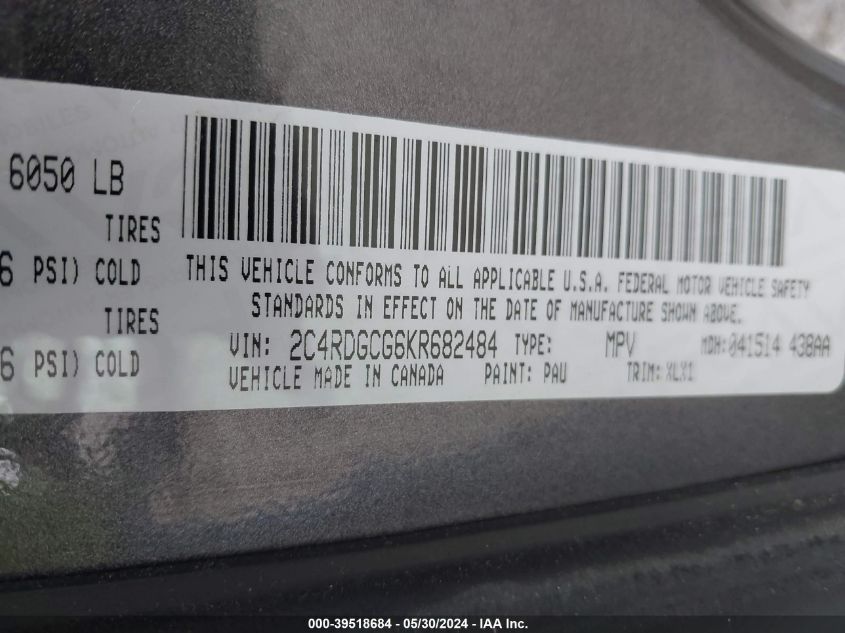 6050 LB
TIRES
6 PSI) COLD
TIRES
6 PSI) COLD
THIS VEHICLE CONFORMS TO ALL APPLICABLE U.S.A. FEDERAL MOTOR VEHICLE SAFETY
STANDARDS IN EFFECT ON THE DATE OF MANUFACTURE SHOWN ABOVE.
VIN: 2C4RDGCG6KR682484 TYPE: MPV MDH:041514 438AA
VEHICLE MADE IN CANADA PAINT: PAU TRIM: XLX1
000-39518684 - 05/30/2024 - IAA Inc.